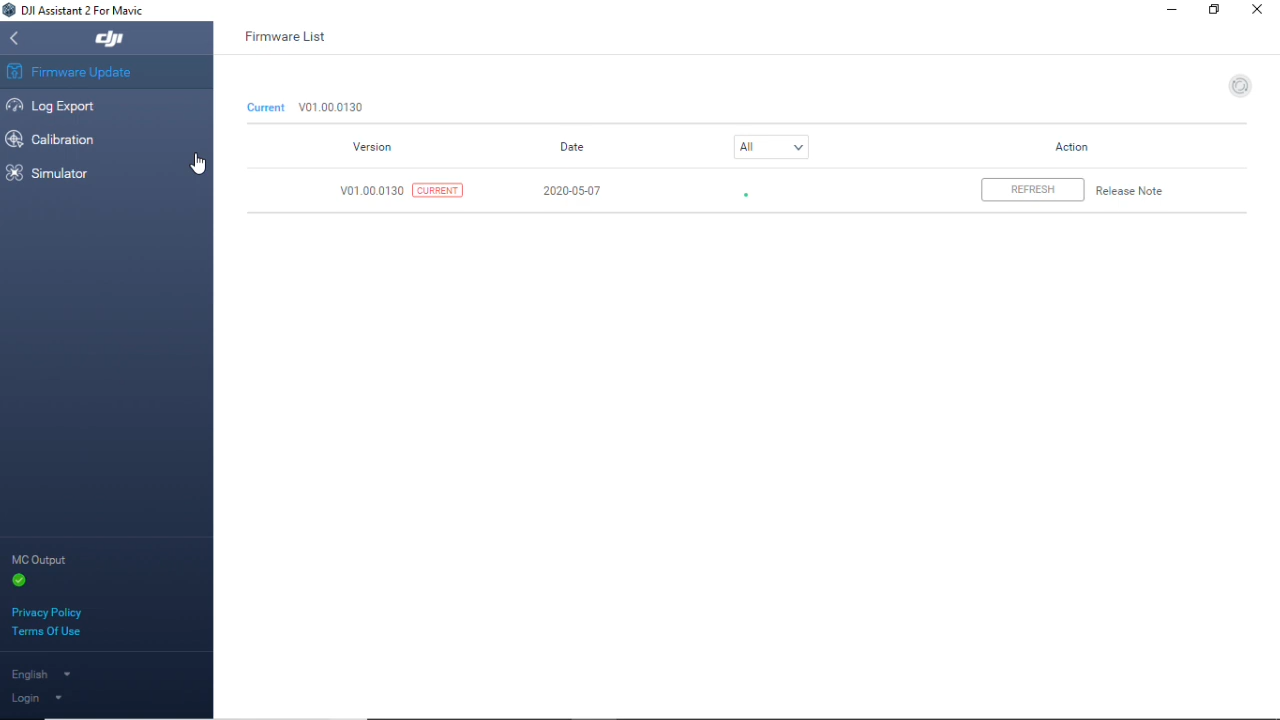 DJI Assistant 2 For Mavic
dji
Firmware Update
Log Export
Calibration
Simulator
MC Output
Privacy Policy
Terms Of Use
English
Login
Firmware List
Current V01.00.0130
Version Date All Action
V01.00.0130 CURRENT 2020-05-07 REFRESH Release Note